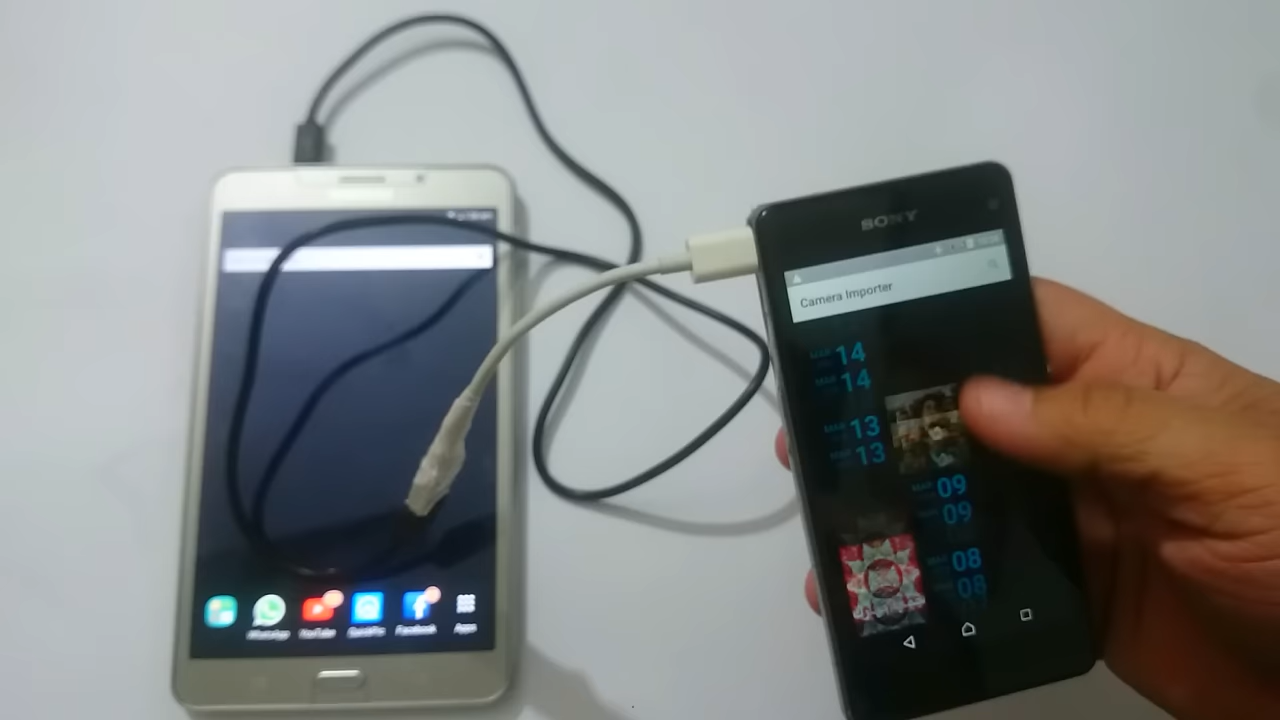 WhatsApp
YouTube
QuickPic
Facebook
Apps
SONY
Camera Importer
MAR 14
MAR 14
MAR 13
MAR 13
MAR 09
MAR 09
MAR 08
MAR 08